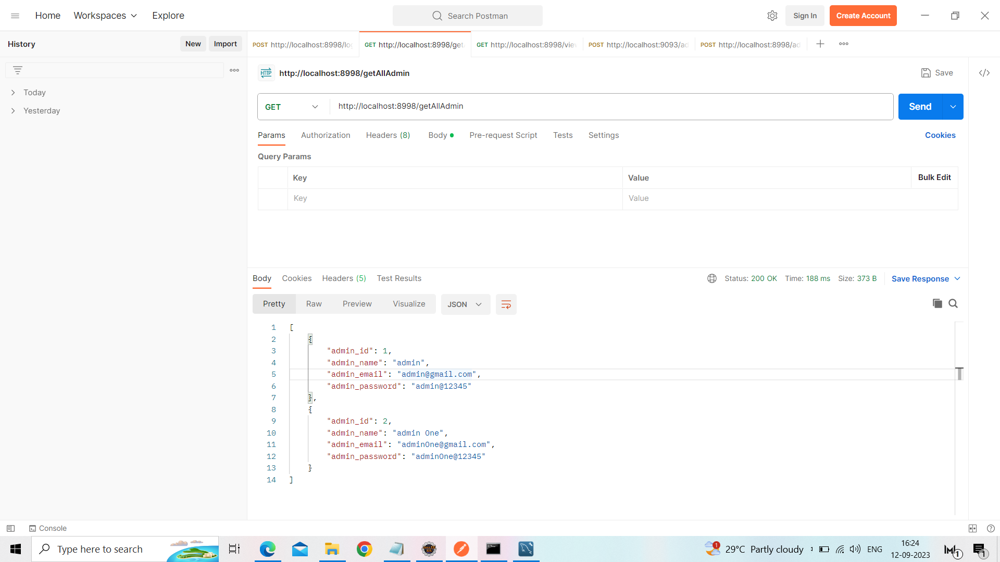 Home Workspaces Explore Search Postman Sign In Create Account
History New Import
POST http://localhost:8998/log GET http://localhost:8998/get GET http://localhost:8998/view POST http://localhost:9093/ad POST http://localhost:8998/ad
HTTP http://localhost:8998/getAllAdmin Save </>
Today
Yesterday
GET http://localhost:8998/getAllAdmin Send
Params Authorization Headers (8) Body Pre-request Script Tests Settings Cookies
Query Params
Key Value Bulk Edit
Key Value
Body Cookies Headers (5) Test Results Status: 200 OK Time: 188 ms Size: 373 B Save Response
Pretty Raw Preview Visualize JSON
1 [
2 {
3 "admin_id": 1,
4 "admin_name": "admin",
5 "admin_email": "admin@gmail.com",
6 "admin_password": "admin@12345"
7 },
8 {
9 "admin_id": 2,
10 "admin_name": "admin One",
11 "admin_email": "adminOne@gmail.com",
12 "admin_password": "adminOne@12345"
13 }
14 ]
Console
Type here to search 1 29°C Partly cloudy ENG 16:24 1 1
12-09-2023